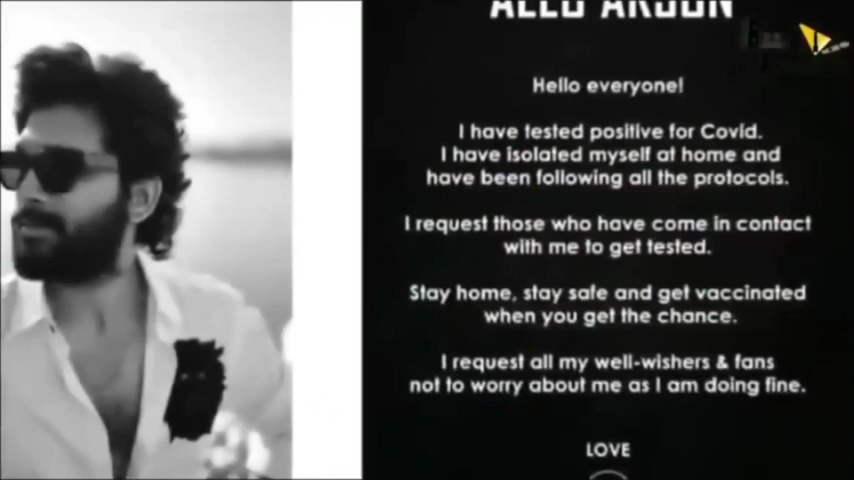 ALLU ARJUN
Hello everyone!
I have tested positive for Covid.
I have isolated myself at home and
have been following all the protocols.
I request those who have come in contact
with me to get tested.
Stay home, stay safe and get vaccinated
when you get the chance.
I request all my well-wishers & fans
not to worry about me as I am doing fine.
LOVE